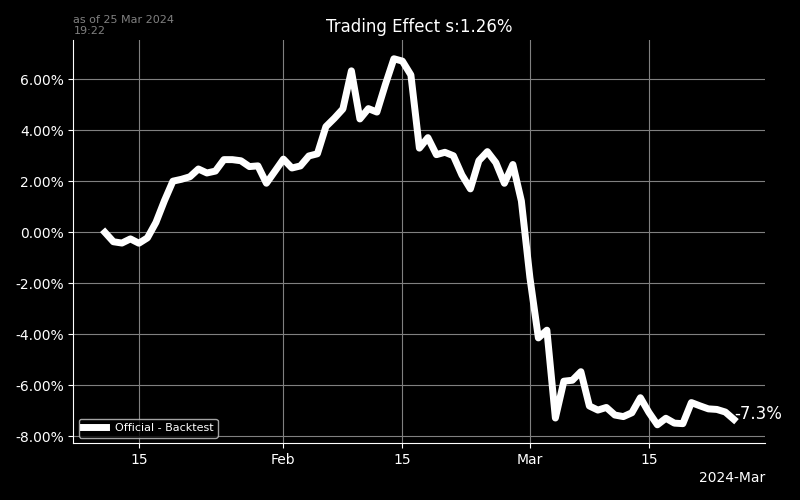 as of 25 Mar 2024
19:22
Trading Effect s:1.26%
6.00%
4.00%
2.00%
0.00%
-2.00%
-4.00%
-6.00%
-8.00%
-7.3%
Official - Backtest
15
Feb
15
Mar
15
2024-Mar